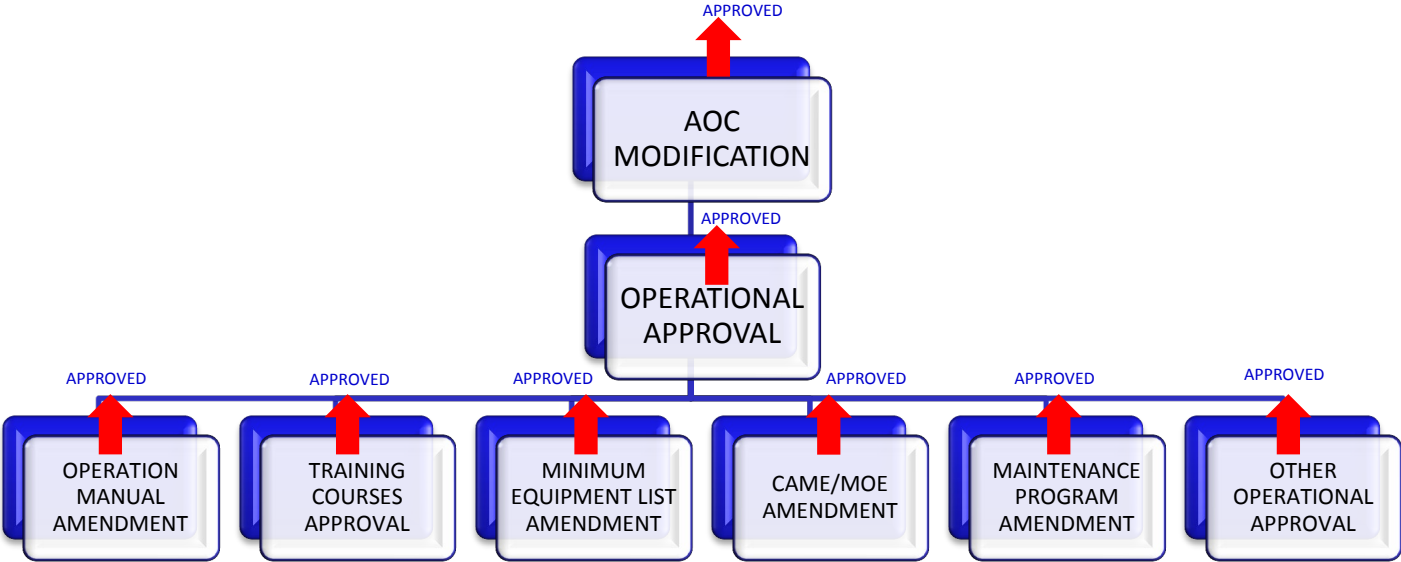 APPROVED
AOC
MODIFICATION
APPROVED
OPERATIONAL
APPROVAL
APPROVED
APPROVED
APPROVED
APPROVED
APPROVED
APPROVED
OPERATION
MANUAL
AMENDMENT
TRAINING
COURSES
APPROVAL
MINIMUM
EQUIPMENT LIST
AMENDMENT
CAME/MOE
AMENDMENT
MAINTENANCE
PROGRAM
AMENDMENT
OTHER
OPERATIONAL
APPROVAL